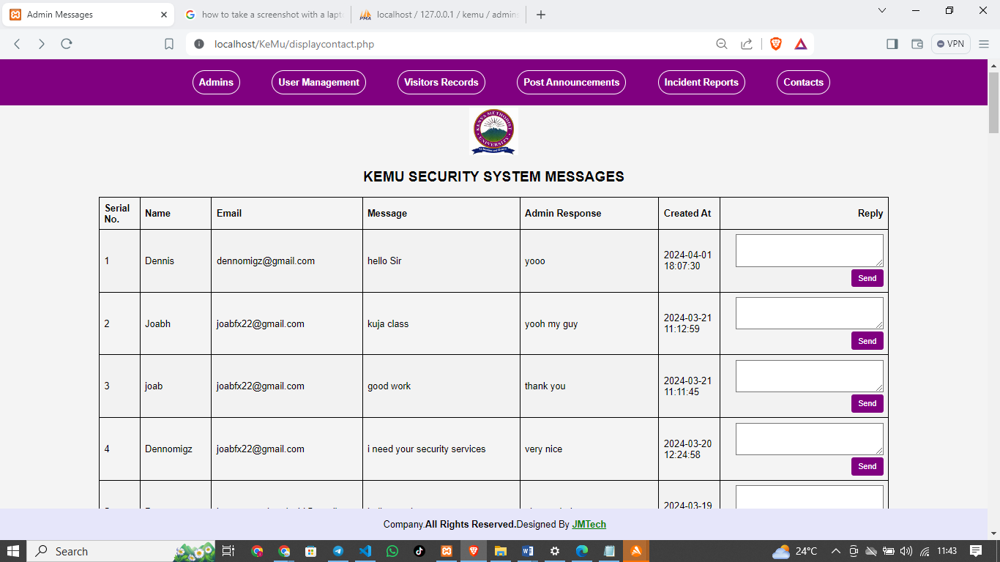 Admin Messages
how to take a screenshot with a lapt
PMA
localhost / 127.0.0.1 / kemu / admin
localhost/KeMu/displaycontact.php
VPN
Admins
User Management
Visitors Records
Post Announcements
Incident Reports
Contacts
KENYA METHODIST
UNIVERSITY
KEMU SECURITY SYSTEM MESSAGES
Serial No.
Name
Email
Message
Admin Response
Created At
Reply
1
Dennis
dennomigz@gmail.com
hello Sir
yooo
2024-04-01
18:07:30
Send
2
Joabh
joabfx22@gmail.com
kuja class
yooh my guy
2024-03-21
11:12:59
Send
3
joab
joabfx22@gmail.com
good work
thank you
2024-03-21
11:11:45
Send
4
Dennomigz
joabfx22@gmail.com
i need your security services
very nice
2024-03-20
12:24:58
Send
2024-03-19
Company.All Rights Reserved.Designed By JMTech
Search
24°C
11:43